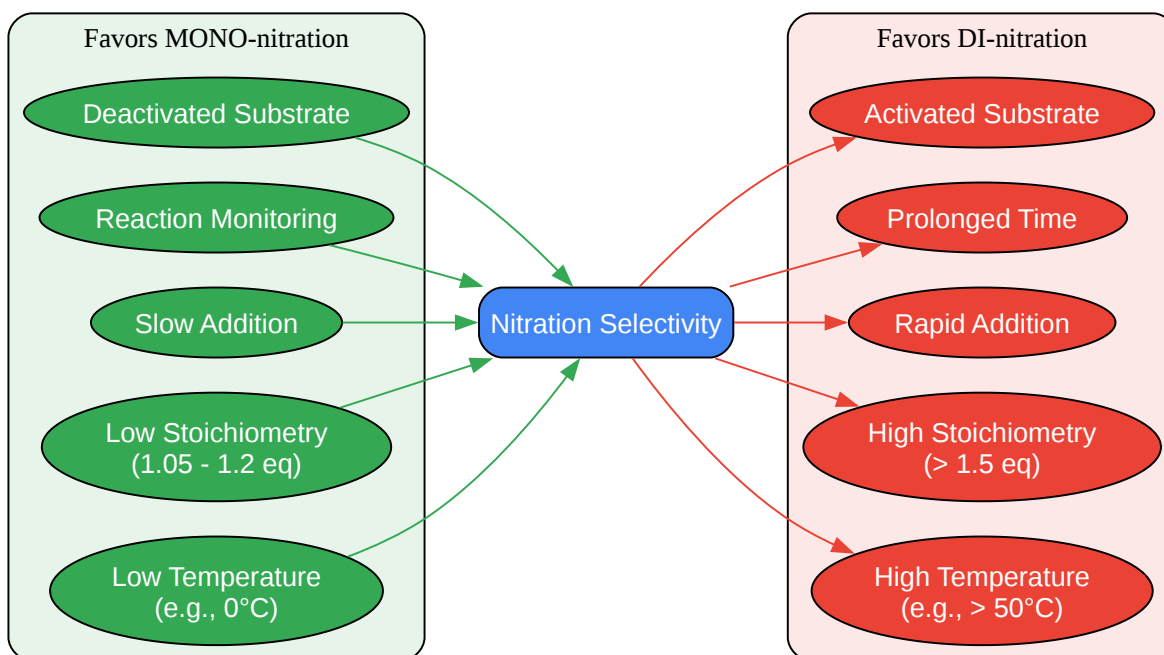 Favors MONO-nitration
Deactivated Substrate
Reaction Monitoring
Slow Addition
Low Stoichiometry
(1.05 - 1.2 eq)
Low Temperature
(e.g., 0°C)
Nitration Selectivity
Favors DI-nitration
Activated Substrate
Prolonged Time
Rapid Addition
High Stoichiometry
(> 1.5 eq)
High Temperature
(e.g., > 50°C)